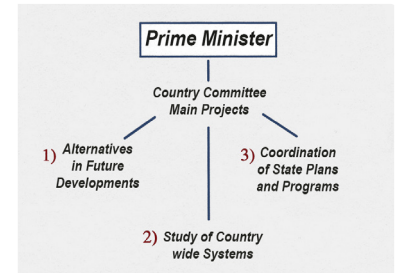 Prime Minister
Country Committee
Main Projects
1) Alternatives
in Future
Developments
3) Coordination
of State Plans
and Programs
2) Study of Country
wide Systems